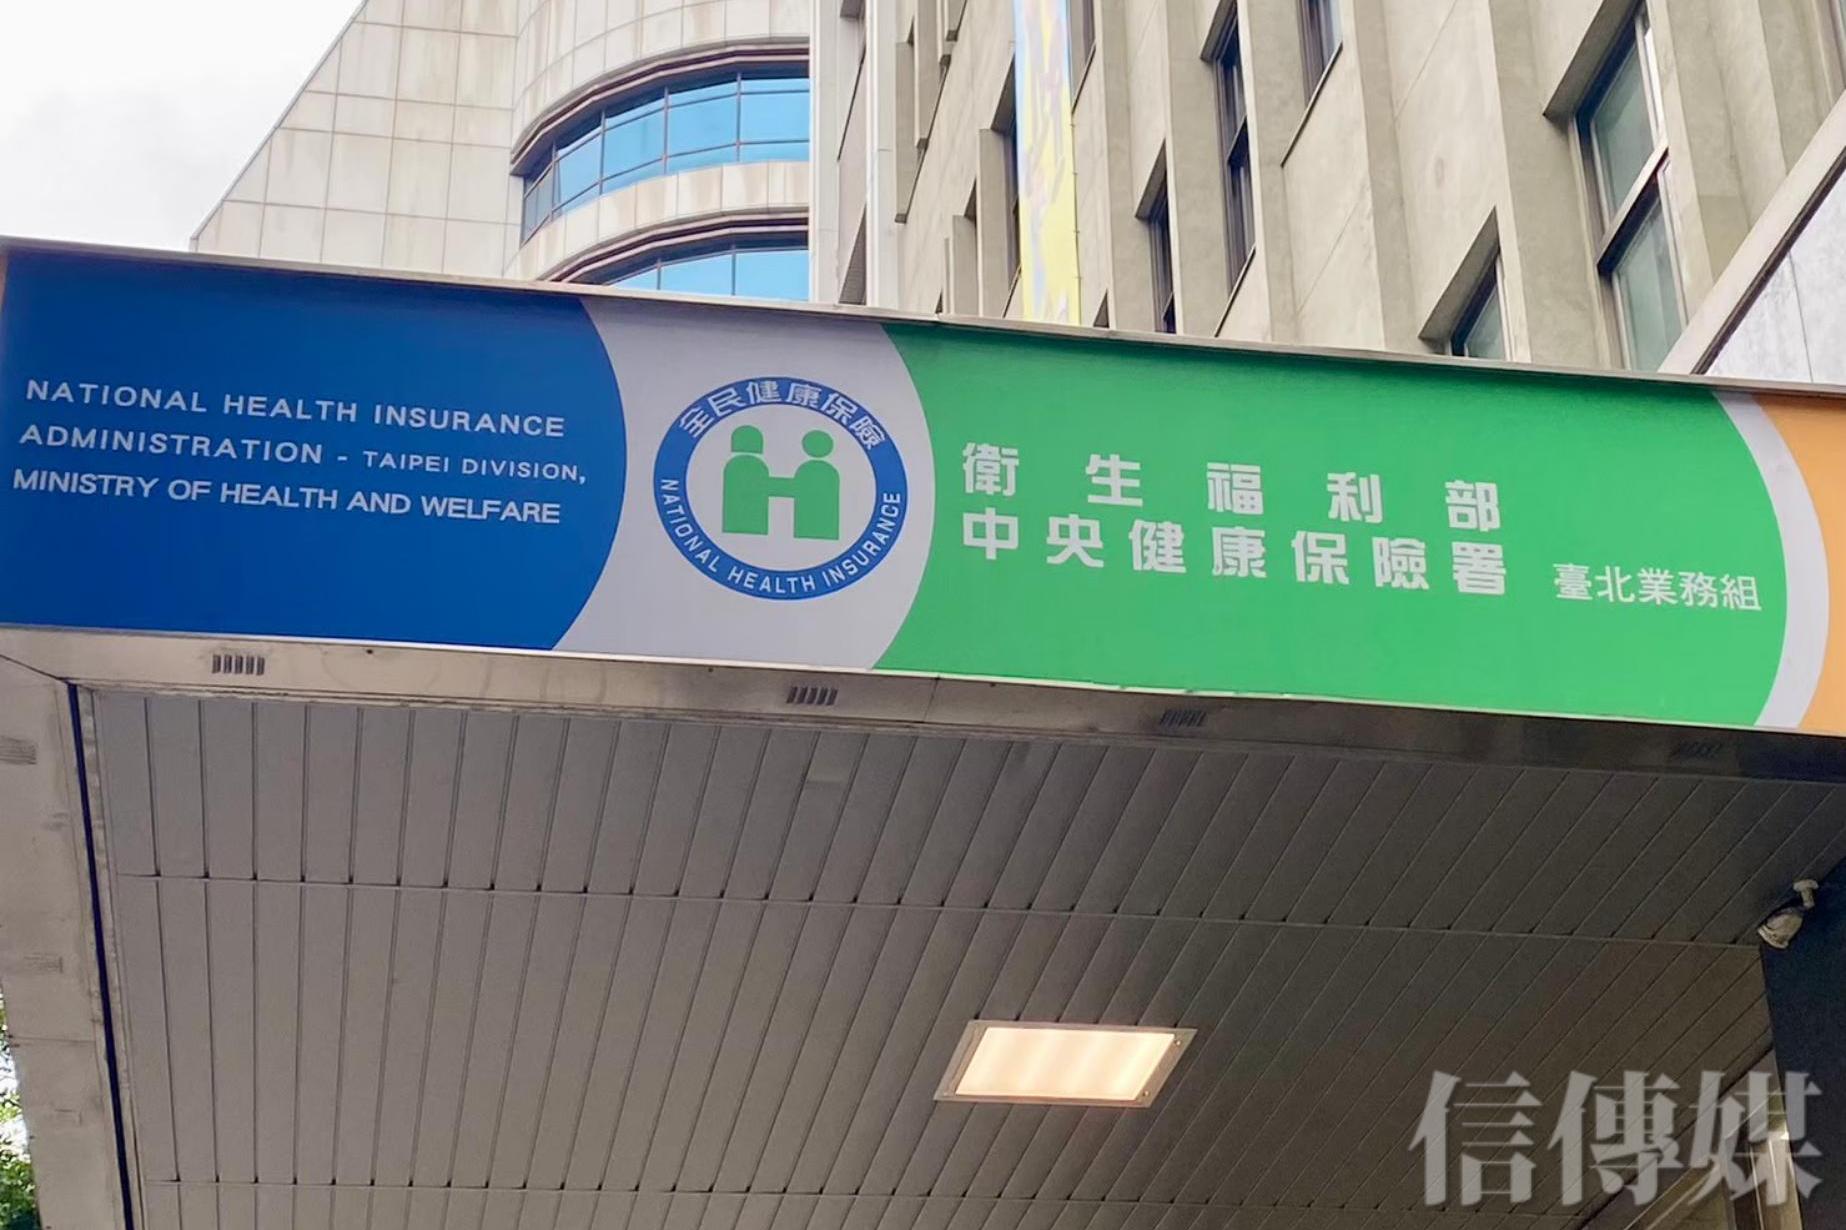 NATIONAL HEALTH INSURANCE
ADMINISTRATION - TAIPEI DIVISION,
MINISTRY OF HEALTH AND WELFARE
全民健康保險
NATIONAL HEALTH INSURANCE
衛生福利部
中央健康保險署 臺北業務組
信傳媒